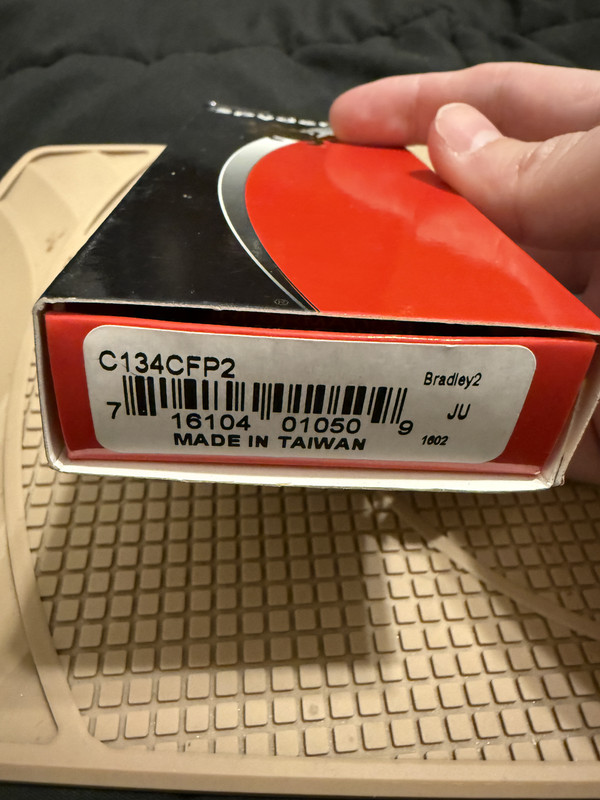 ®
C134CFP2
Bradley2
7 16104 01050 9
JU
MADE IN TAIWAN
1602